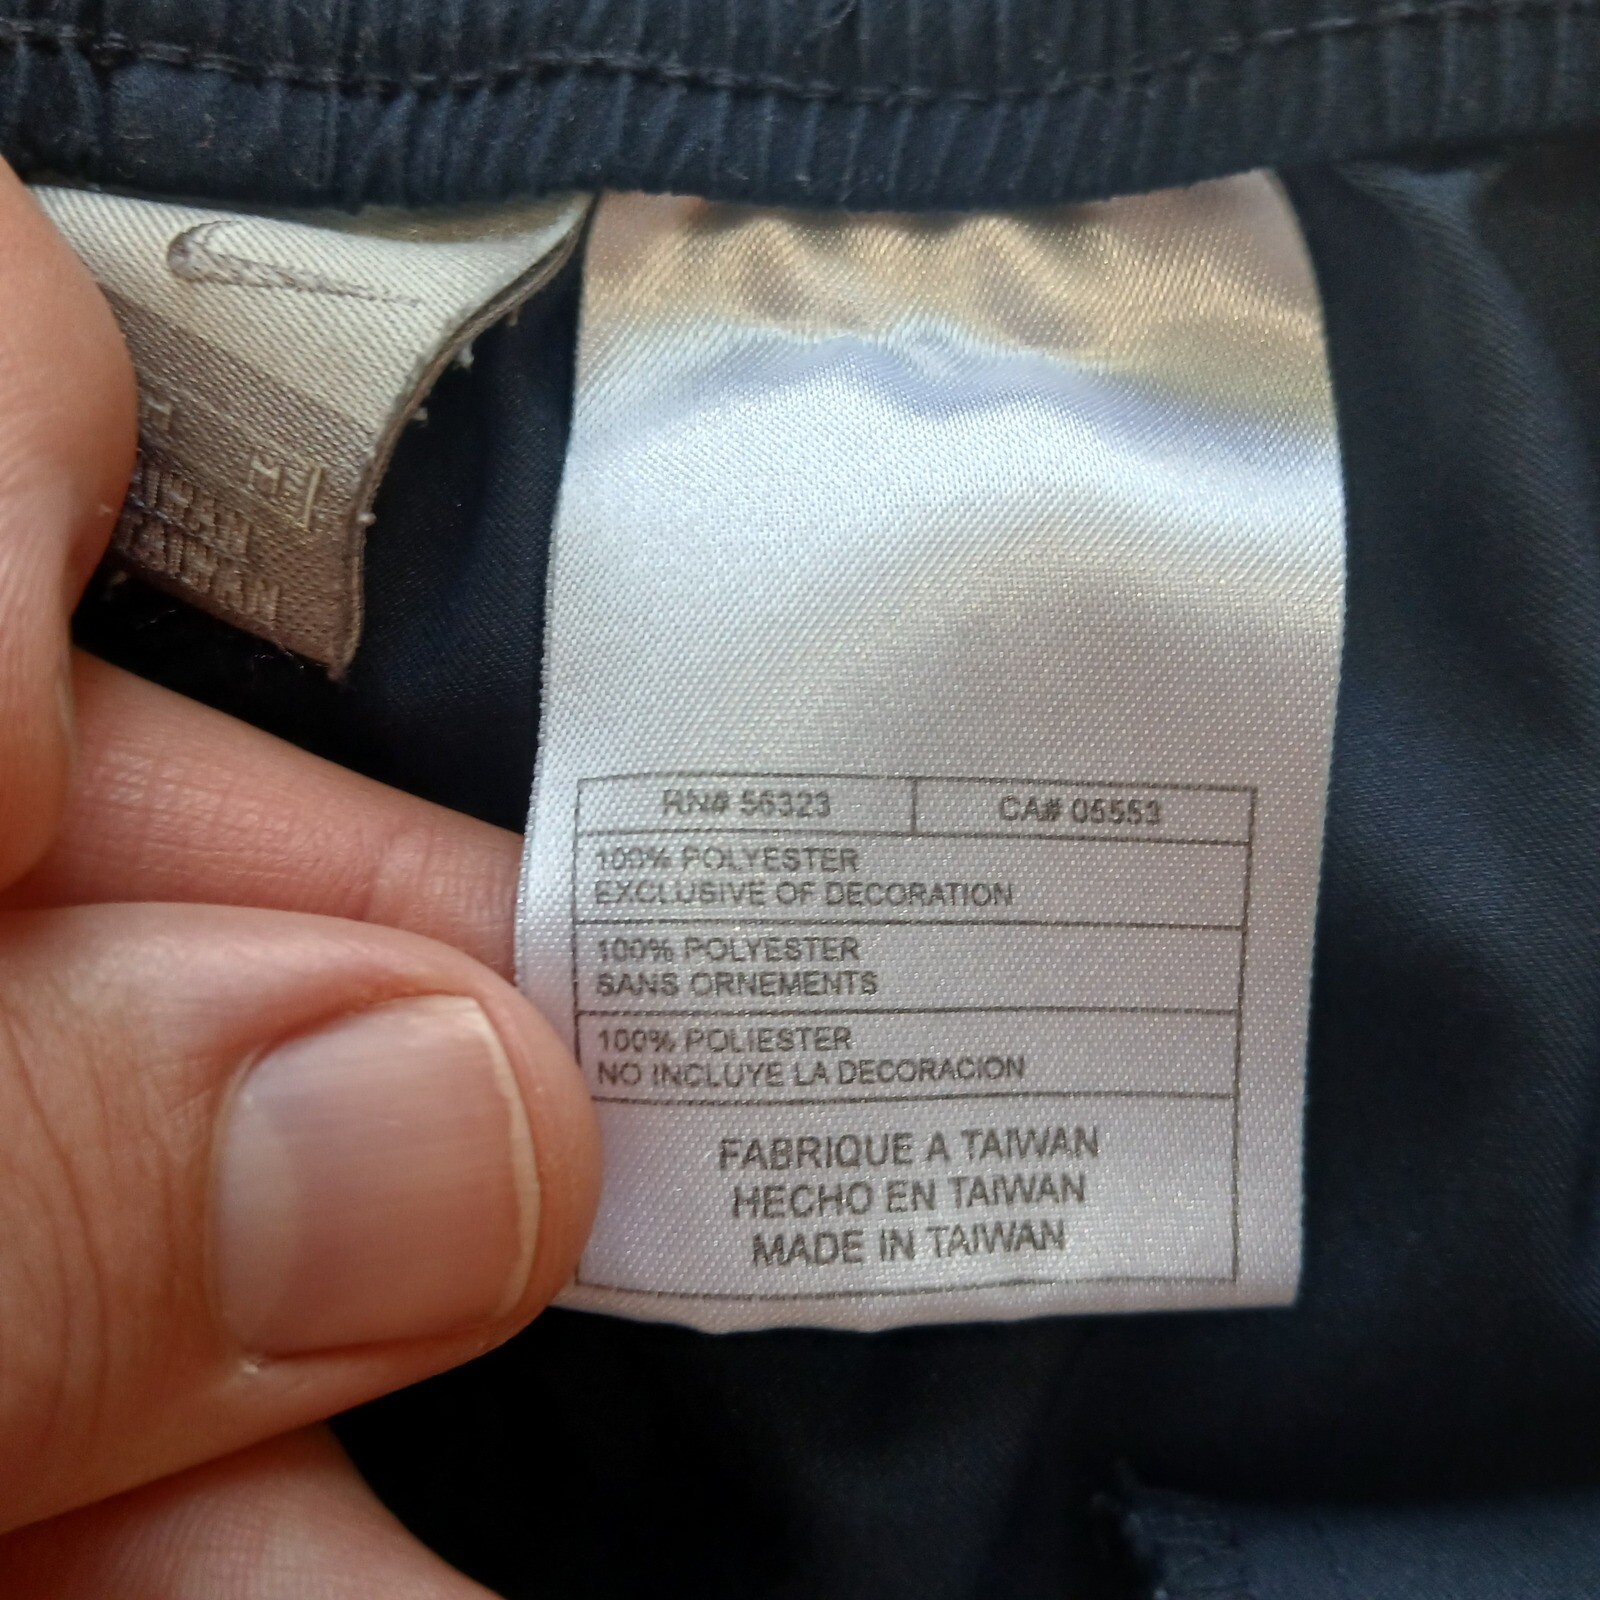 RN# 56323
CA# 05553
100% POLYESTER
EXCLUSIVE OF DECORATION
100% POLYESTER
SANS ORNEMENTS
100% POLIESTER
NO INCLUYE LA DECORACION
FABRIQUE A TAIWAN
HECHO EN TAIWAN
MADE IN TAIWAN